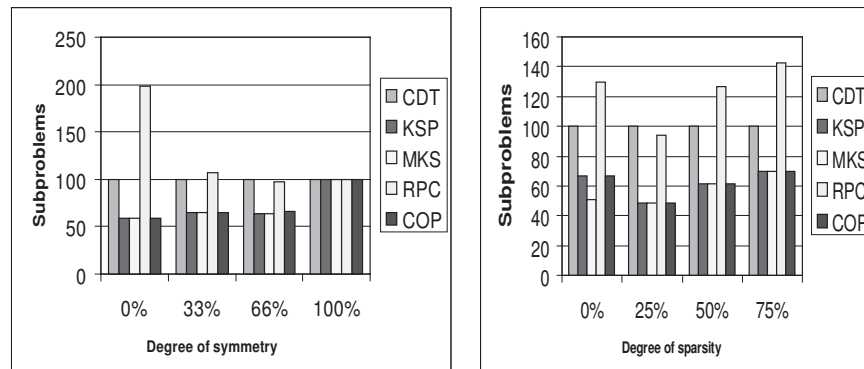 250
200
150
100
50
0
Subproblems
0% 33% 66% 100%
Degree of symmetry
CDT
KSP
MKS
RPC
COP
160
140
120
100
80
60
40
20
0
Subproblems
0% 25% 50% 75%
Degree of sparsity
CDT
KSP
MKS
RPC
COP